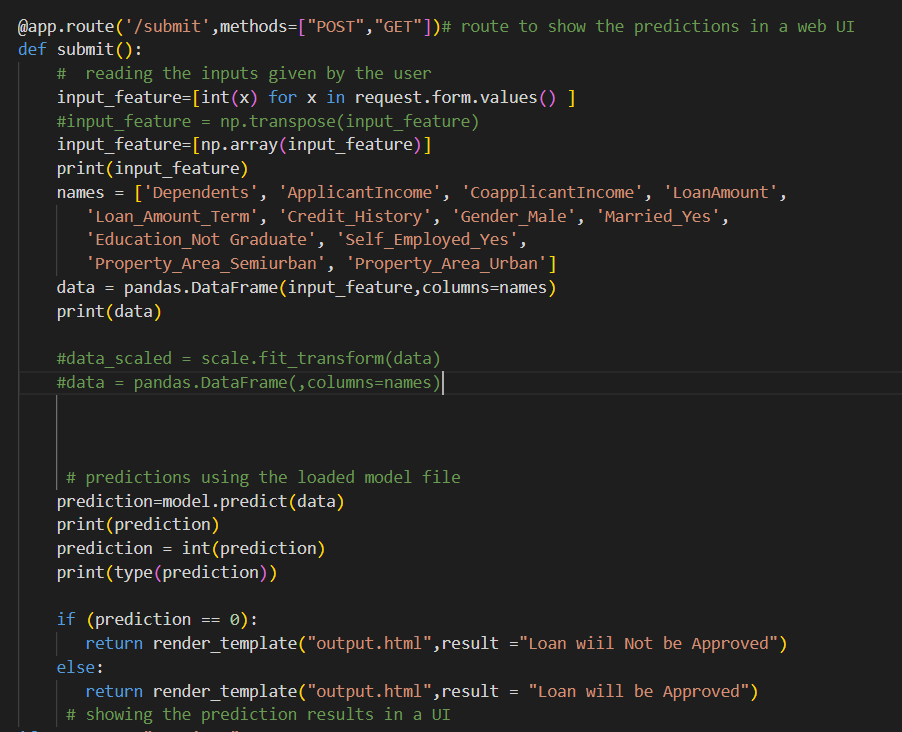 @app.route('/submit',methods=["POST","GET"])# route to show the predictions in a web UI
def submit():
    #  reading the inputs given by the user
    input_feature=[int(x) for x in request.form.values() ]
    #input_feature = np.transpose(input_feature)
    input_feature=[np.array(input_feature)]
    print(input_feature)
    names = ['Dependents', 'ApplicantIncome', 'CoapplicantIncome', 'LoanAmount',
       'Loan_Amount_Term', 'Credit_History', 'Gender_Male', 'Married_Yes',
       'Education_Not Graduate', 'Self_Employed_Yes',
       'Property_Area_Semiurban', 'Property_Area_Urban']
    data = pandas.DataFrame(input_feature,columns=names)
    print(data)
    #data_scaled = scale.fit_transform(data)
    #data = pandas.DataFrame(,columns=names)
     # predictions using the loaded model file
    prediction=model.predict(data)
    print(prediction)
    prediction = int(prediction)
    print(type(prediction))
    if (prediction == 0):
       return render_template("output.html",result ="Loan wiil Not be Approved")
    else:
       return render_template("output.html",result = "Loan will be Approved")
     # showing the prediction results in a UI